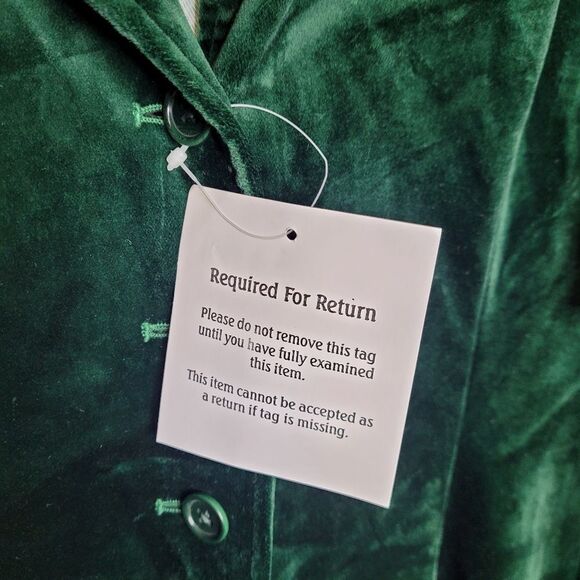 Required For Return
Please do not remove this tag
until you have fully examined
this item.
This item cannot be accepted as
a return if tag is missing.